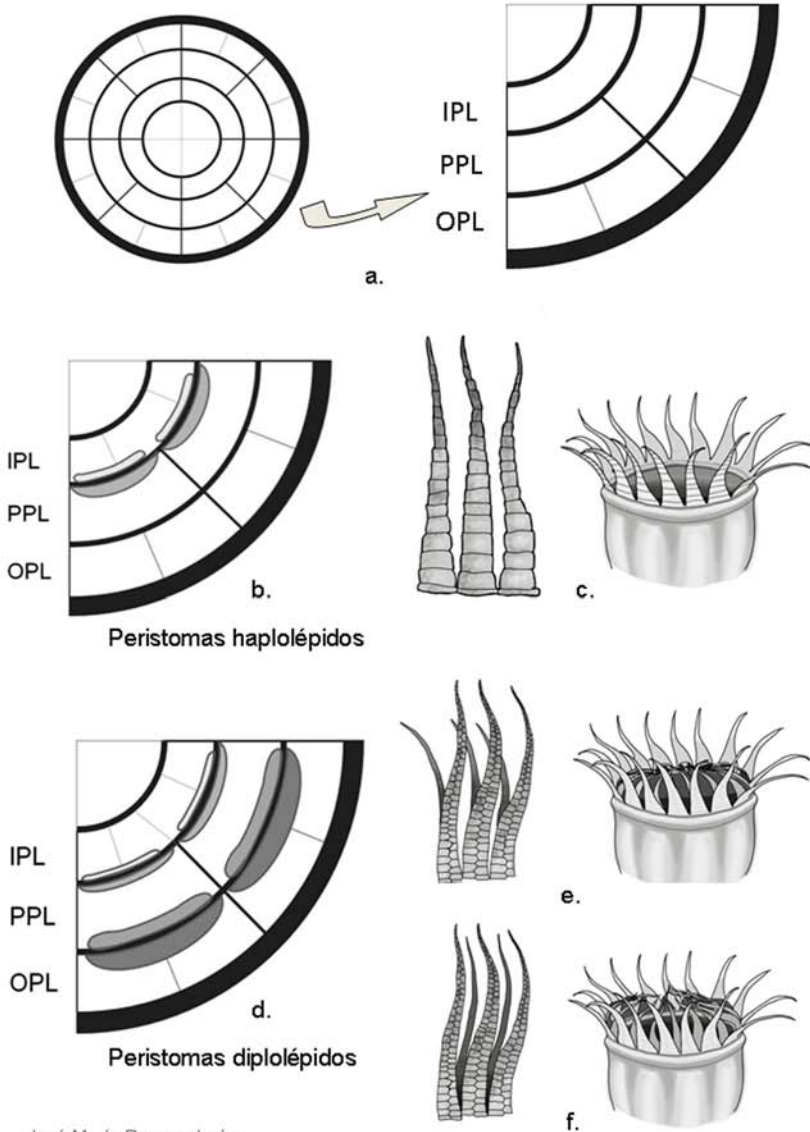 IPL
PPL
OPL
a.
IPL
PPL
OPL
b.
c.
Peristomas haplolépidos
IPL
PPL
OPL
d.
e.
Peristomas diplolépidos
f.